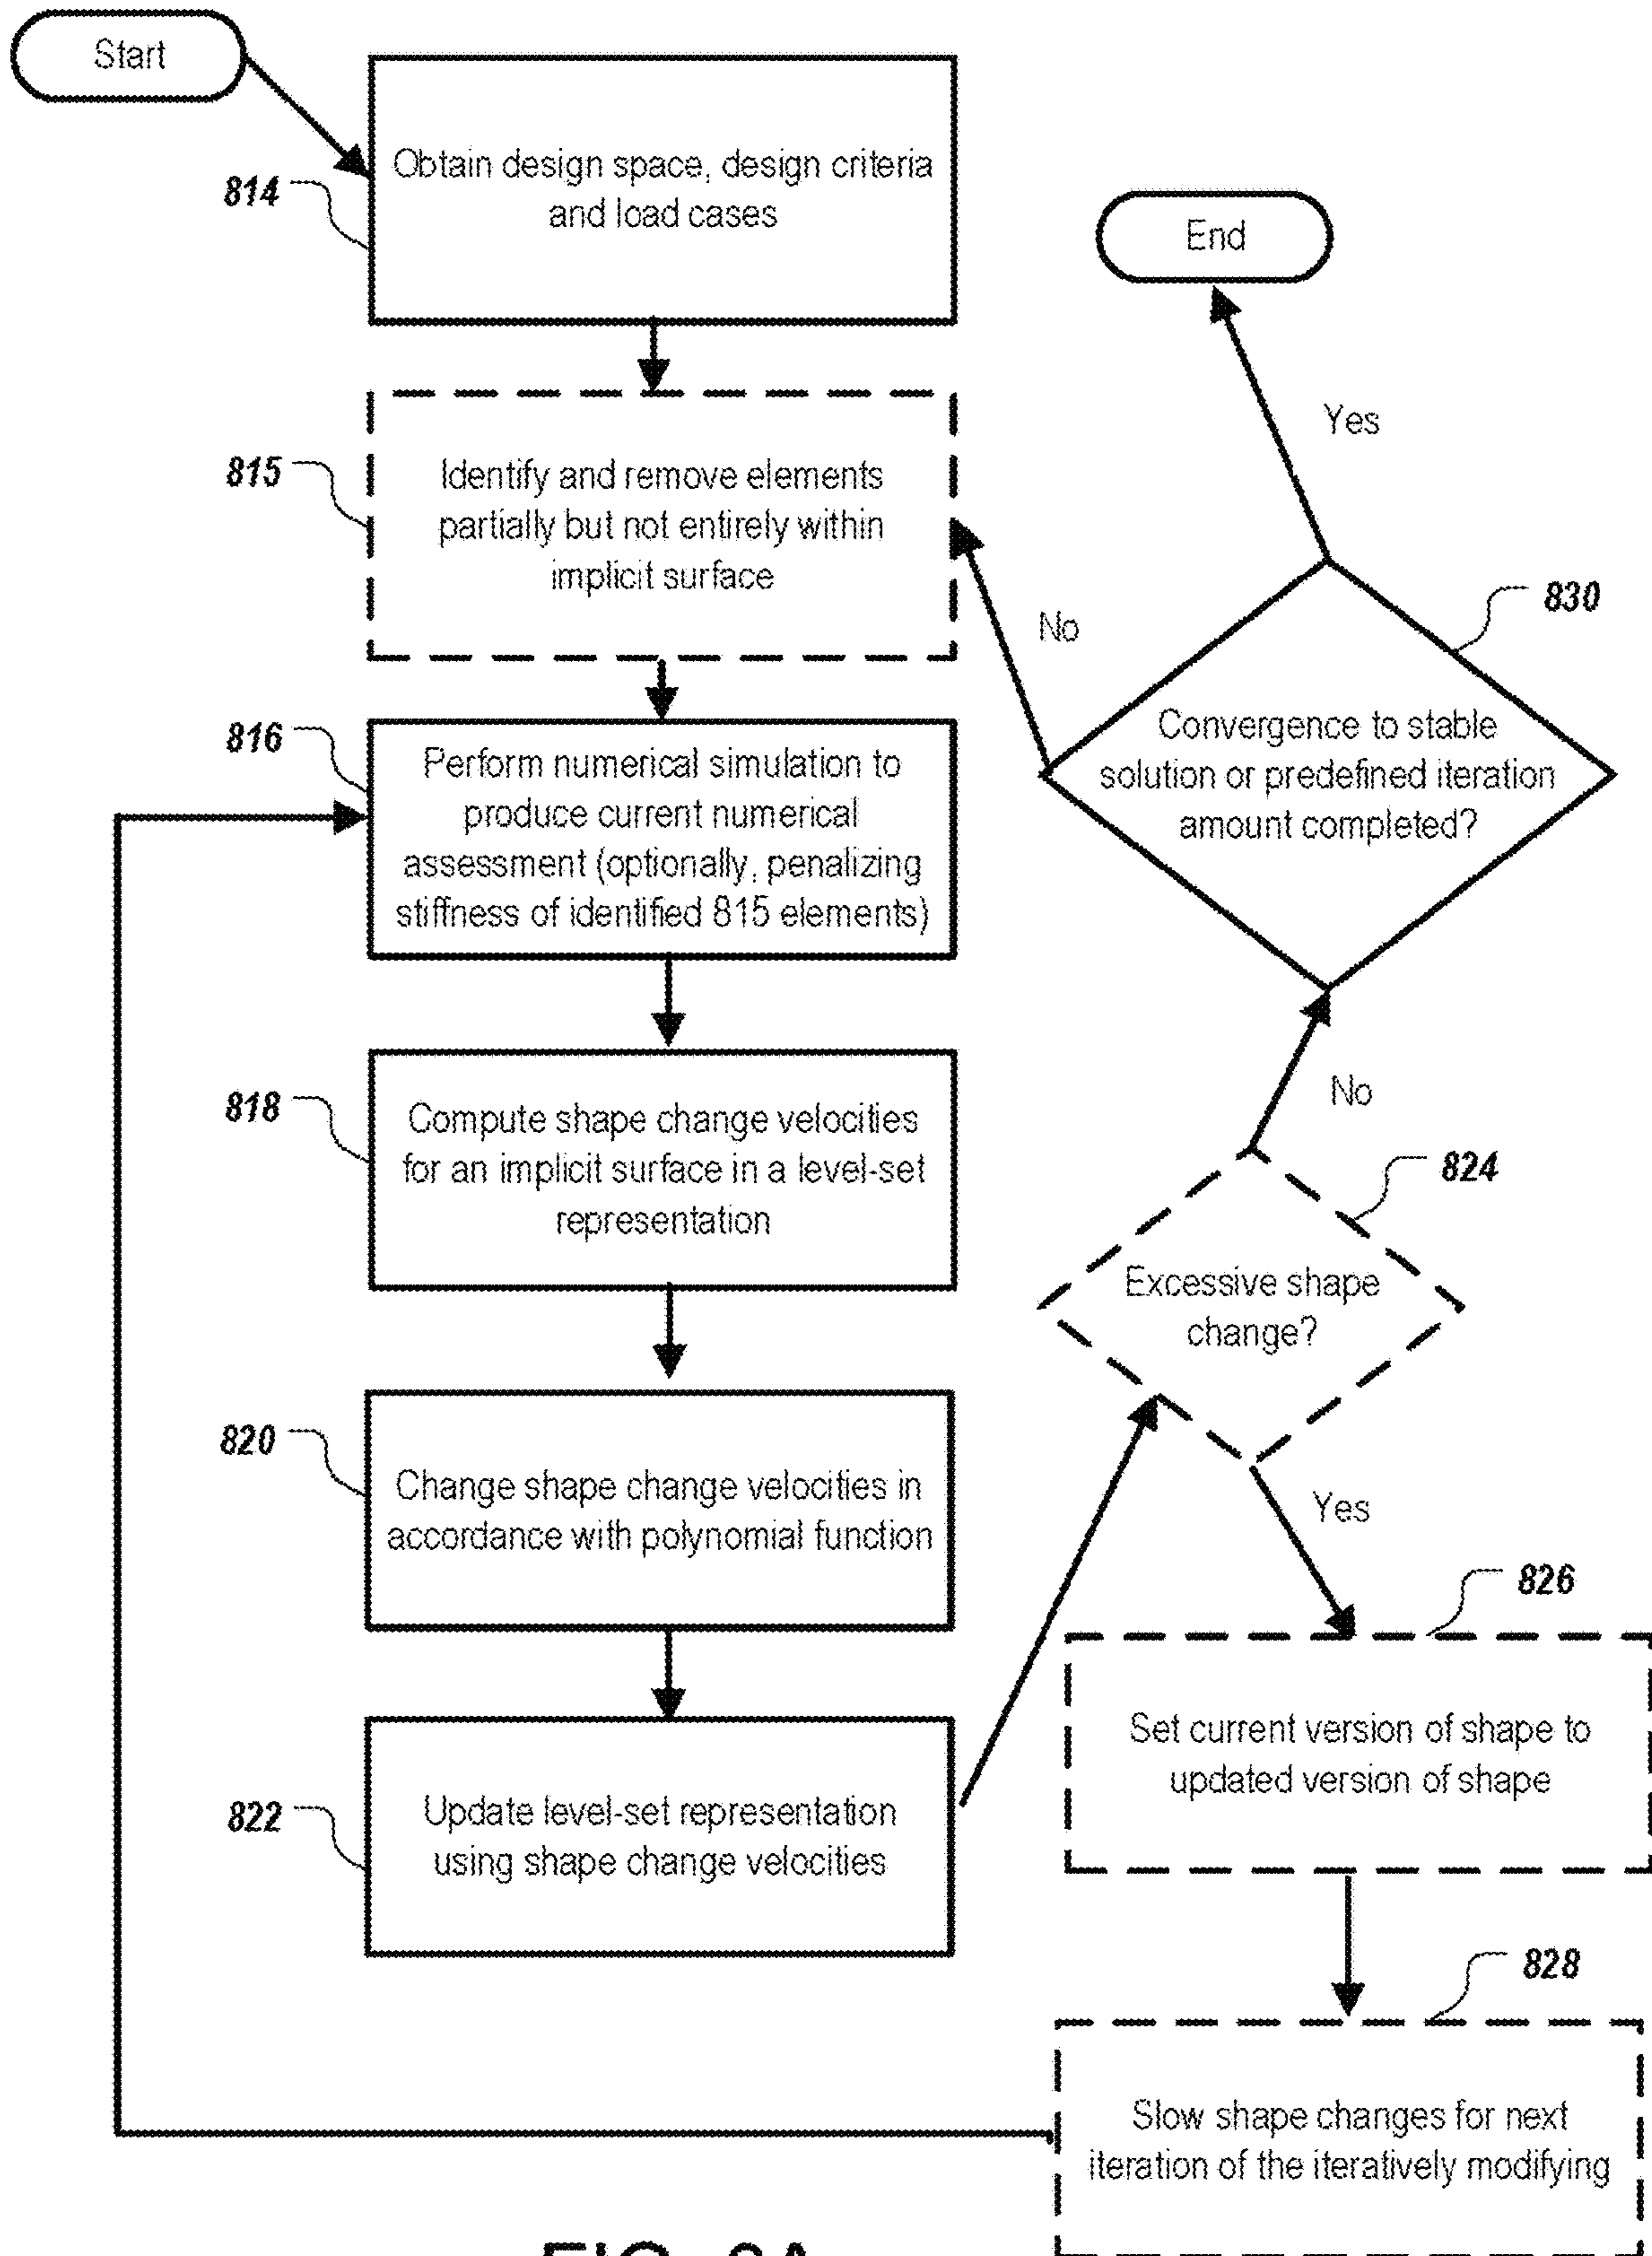 Start
814
Obtain design space, design criteria
and load cases
815
Identify and remove elements
partially but not entirely within
implicit surface
816
Perform numerical simulation to
produce current numerical
assessment (optionally, penalizing
stiffness of identified 815 elements)
818
Compute shape change velocities
for an implicit surface in a level-set
representation
820
Change shape change velocities in
accordance with polynomial function
822
Update level-set representation
using shape change velocities
End
Yes
No
830
Convergence to stable
solution or predefined iteration
amount completed?
No
824
Excessive shape
change?
Yes
826
Set current version of shape to
updated version of shape
828
Slow shape changes for next
iteration of the iteratively modifying